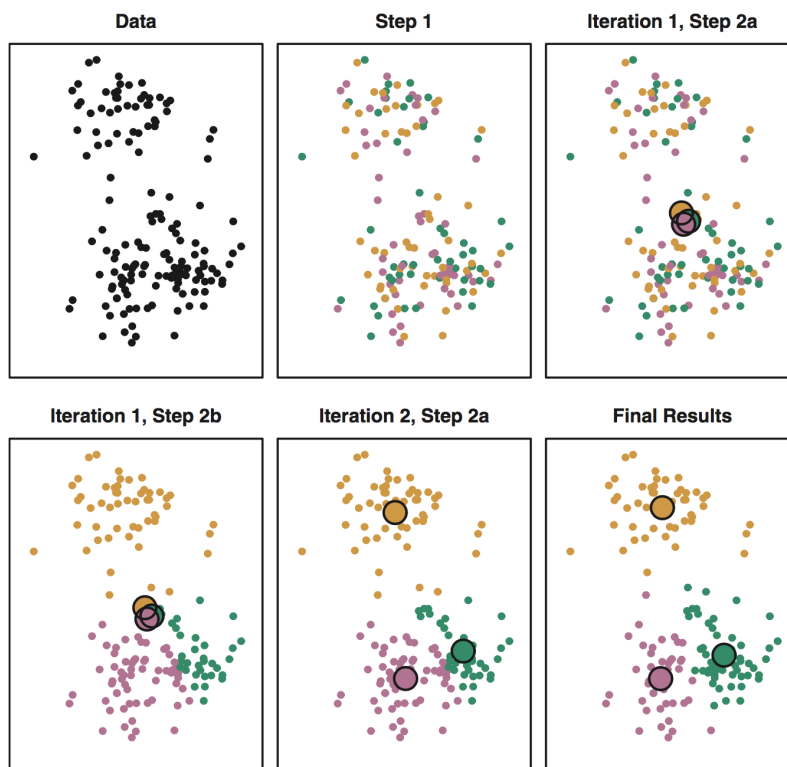 Data
Step 1
Iteration 1, Step 2a
Iteration 1, Step 2b
Iteration 2, Step 2a
Final Results